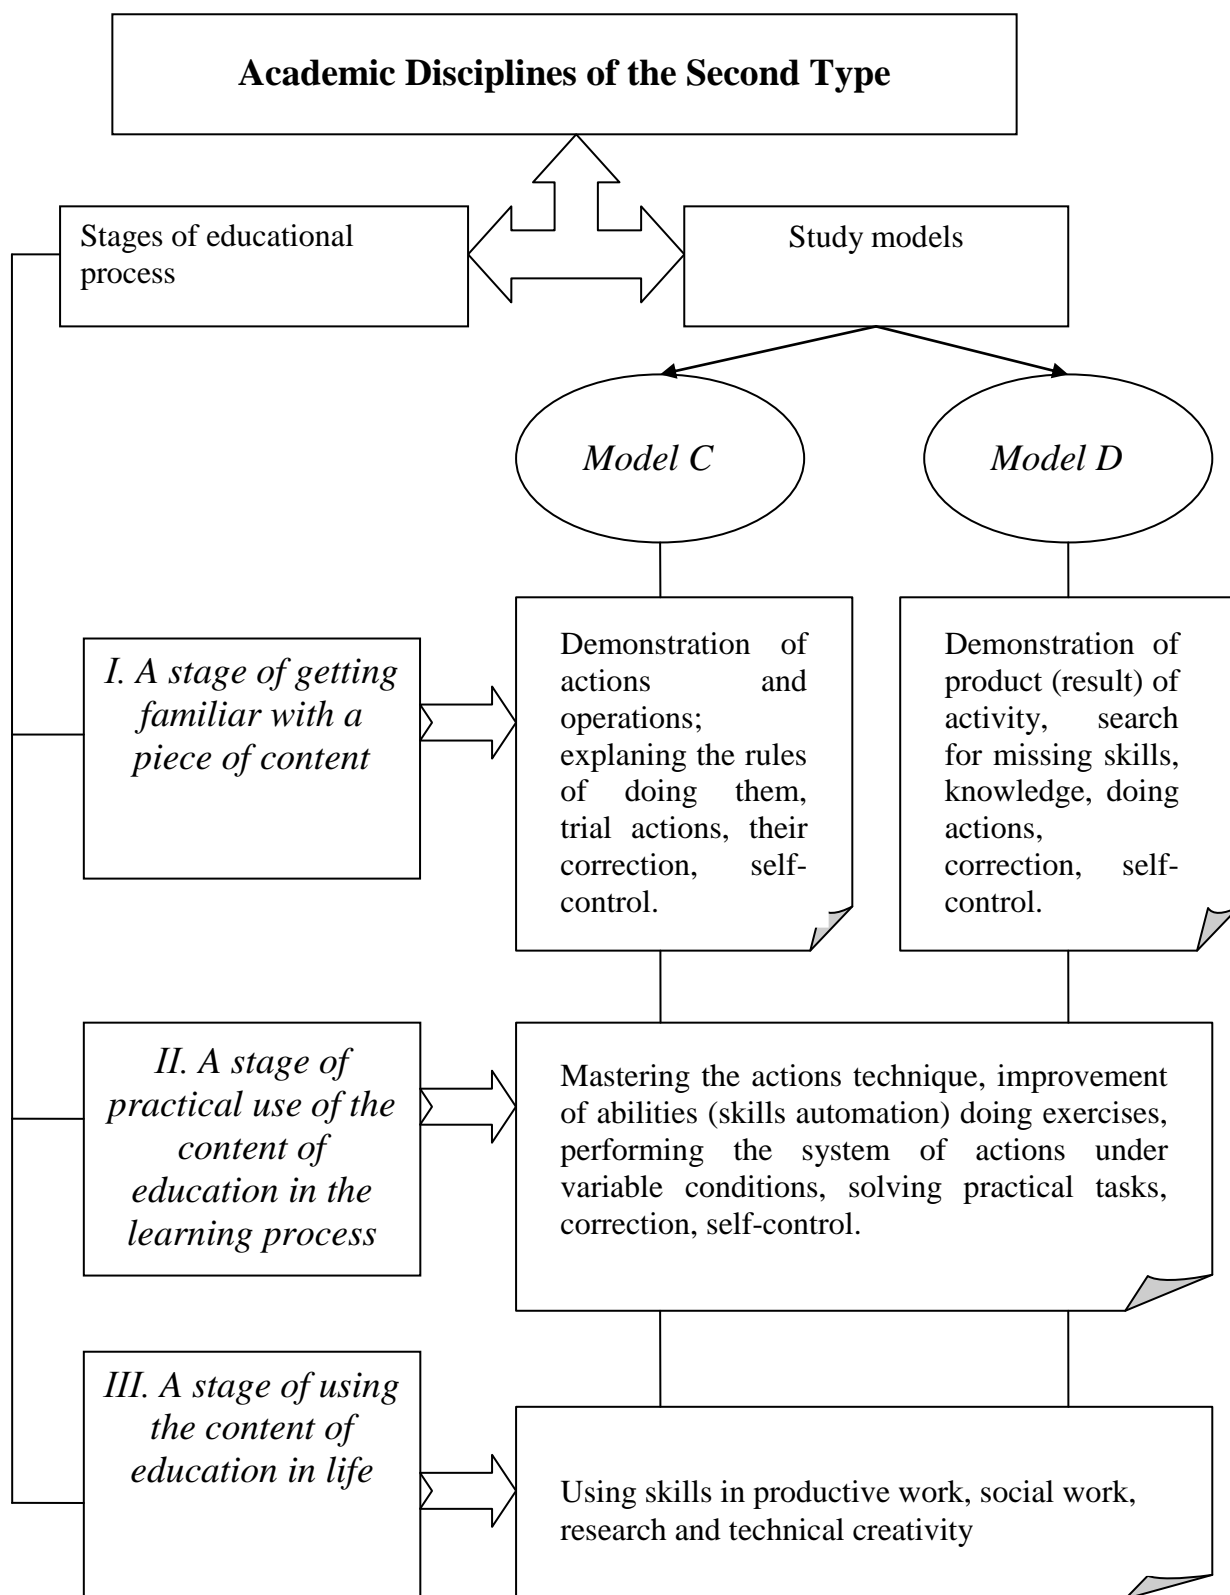 Academic Disciplines of the Second Type
Stages of educational
process
Study models
Model C
Model D
I. A stage of getting
familiar with a
piece of content
Demonstration of
actions and
operations;
explaning the rules
of doing them,
trial actions, their
correction, self-
control.
Demonstration of
product (result) of
activity, search
for missing skills,
knowledge, doing
actions,
correction, self-
control.
II. A stage of
practical use of the
content of
education in the
learning process
Mastering the actions technique, improvement
of abilities (skills automation) doing exercises,
performing the system of actions under
variable conditions, solving practical tasks,
correction, self-control.
III. A stage of using
the content of
education in life
Using skills in productive work, social work,
research and technical creativity